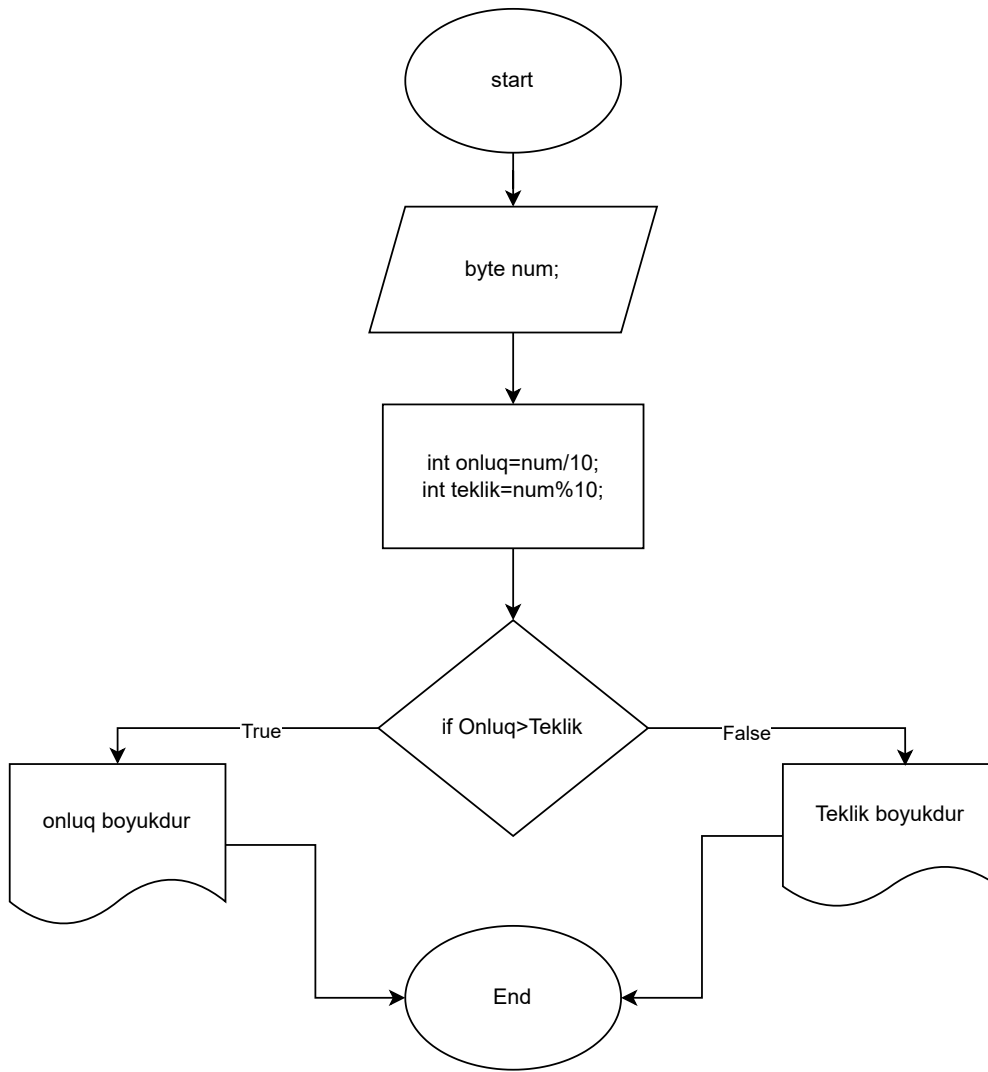 start
byte num;
int onluq=num/10;
int teklik=num%10;
if Onluq>Teklik
True
False
onluq boyukdur
Teklik boyukdur
End